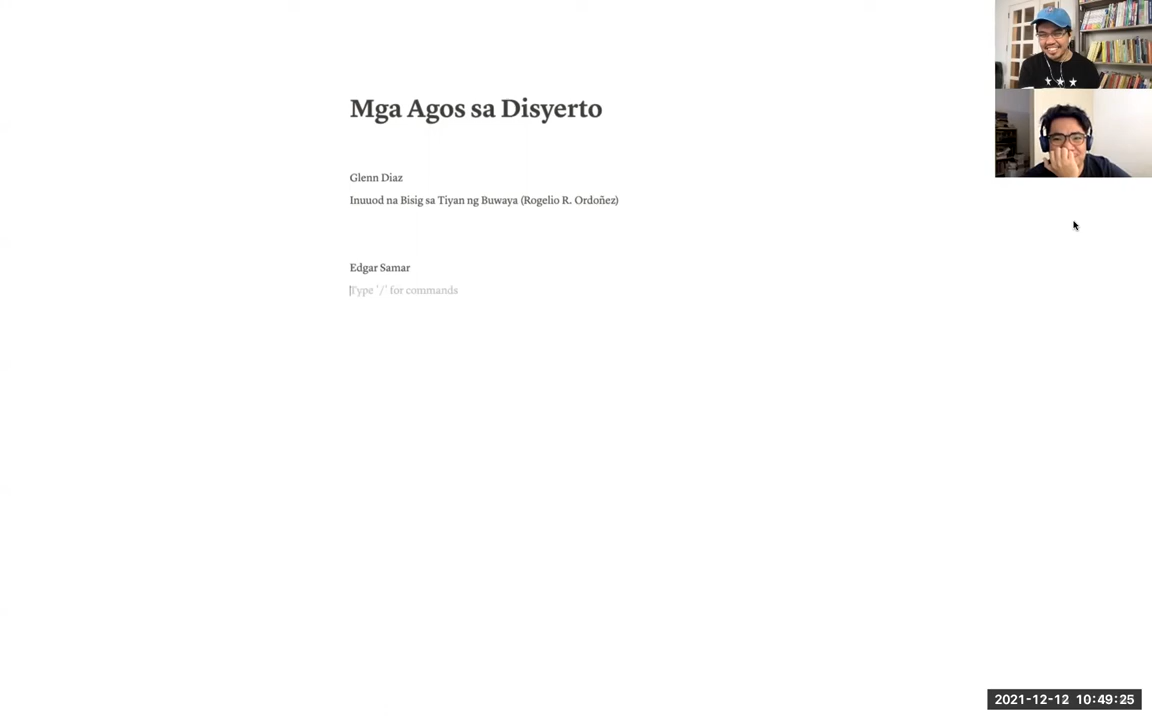 Mga Agos sa Disyerto
Glenn Diaz
Inuuod na Bisig sa Tiyan ng Buwaya (Rogelio R. Ordoñez)
Edgar Samar
Type '/' for commands
2021-12-12 10:49:25